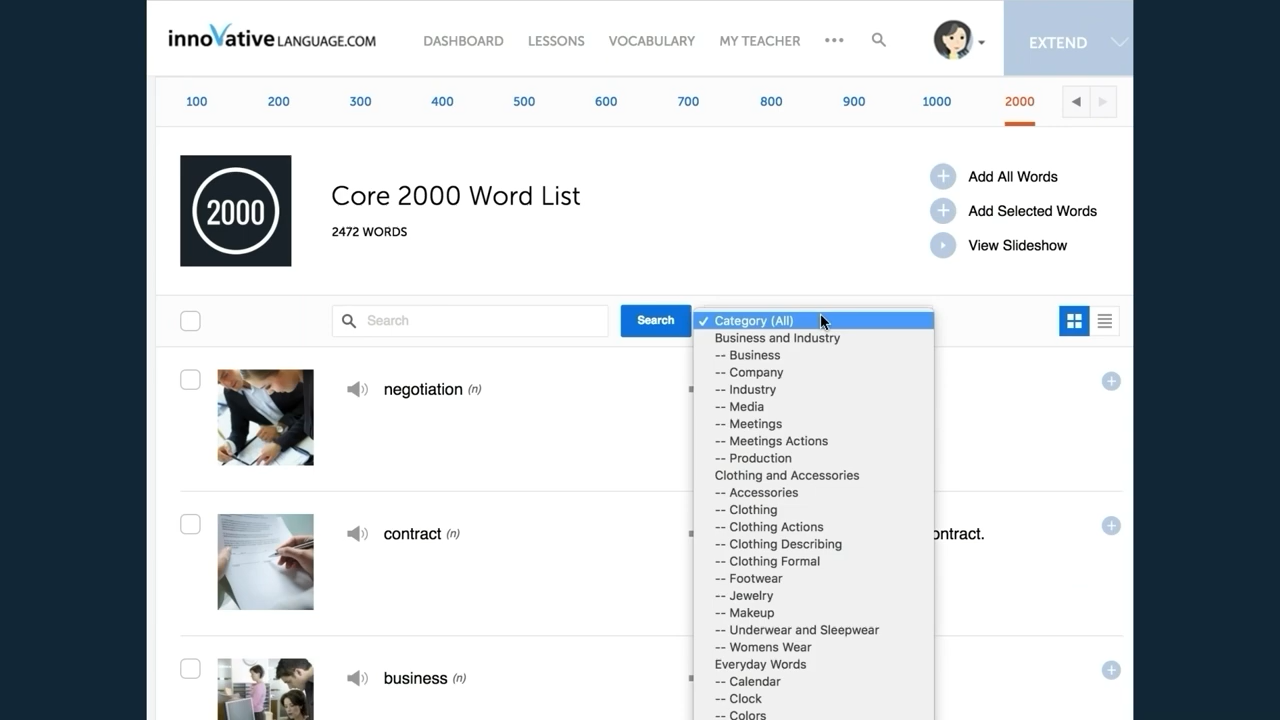 innoVative LANGUAGE.COM
DASHBOARD LESSONS VOCABULARY MY TEACHER
EXTEND
100 200 300 400 500 600 700 800 900 1000 2000
2000
Core 2000 Word List
2472 WORDS
Add All Words
Add Selected Words
View Slideshow
Search
Search
✓ Category (All)
Business and Industry
-- Business
-- Company
-- Industry
-- Media
-- Meetings
-- Meetings Actions
-- Production
Clothing and Accessories
-- Accessories
-- Clothing
-- Clothing Actions
-- Clothing Describing
-- Clothing Formal
-- Footwear
-- Jewelry
-- Makeup
-- Underwear and Sleepwear
-- Womens Wear
Everyday Words
-- Calendar
-- Clock
-- Colors
negotiation (n)
contract (n)
ontract.
business (n)